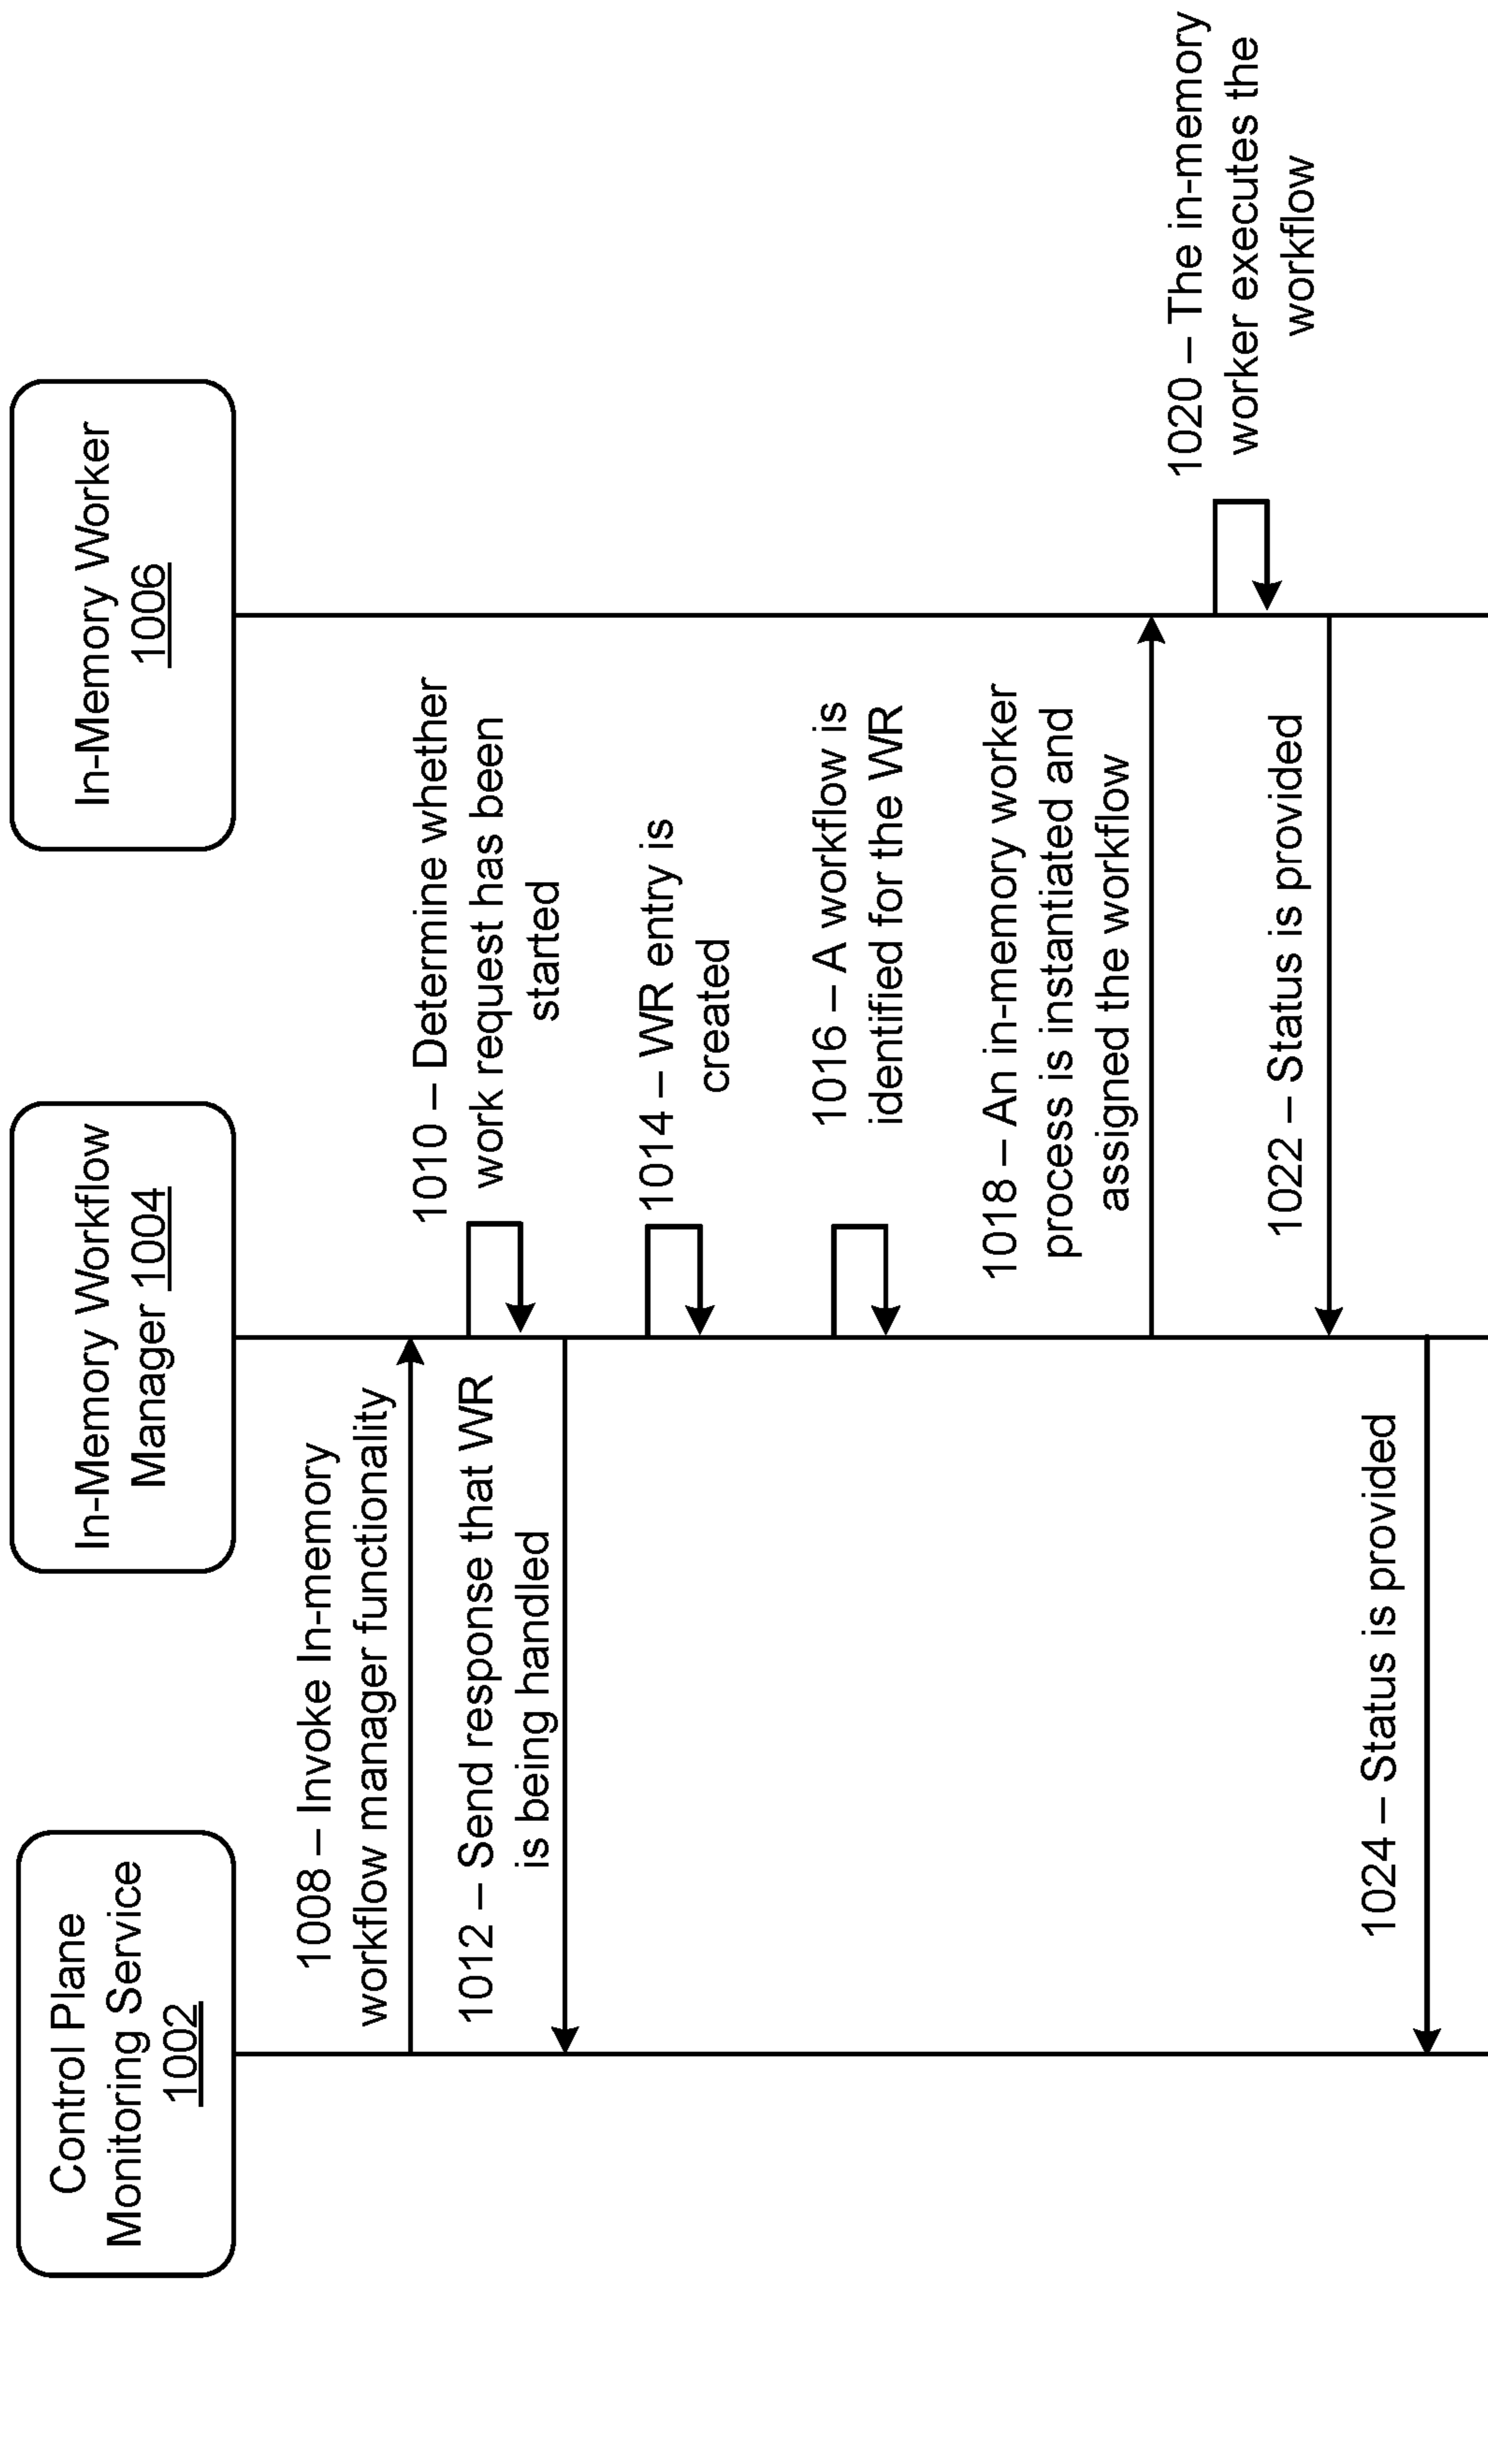 Control Plane
Monitoring Service
1002
In-Memory Workflow
Manager 1004
In-Memory Worker
1006
1008 – Invoke In-memory
workflow manager functionality
1010 – Determine whether
work request has been
started
1012 – Send response that WR
is being handled
1014 – WR entry is
created
1016 – A workflow is
identified for the WR
1018 – An in-memory worker
process is instantiated and
assigned the workflow
1020 – The in-memory
worker executes the
workflow
1022 – Status is provided
1024 – Status is provided